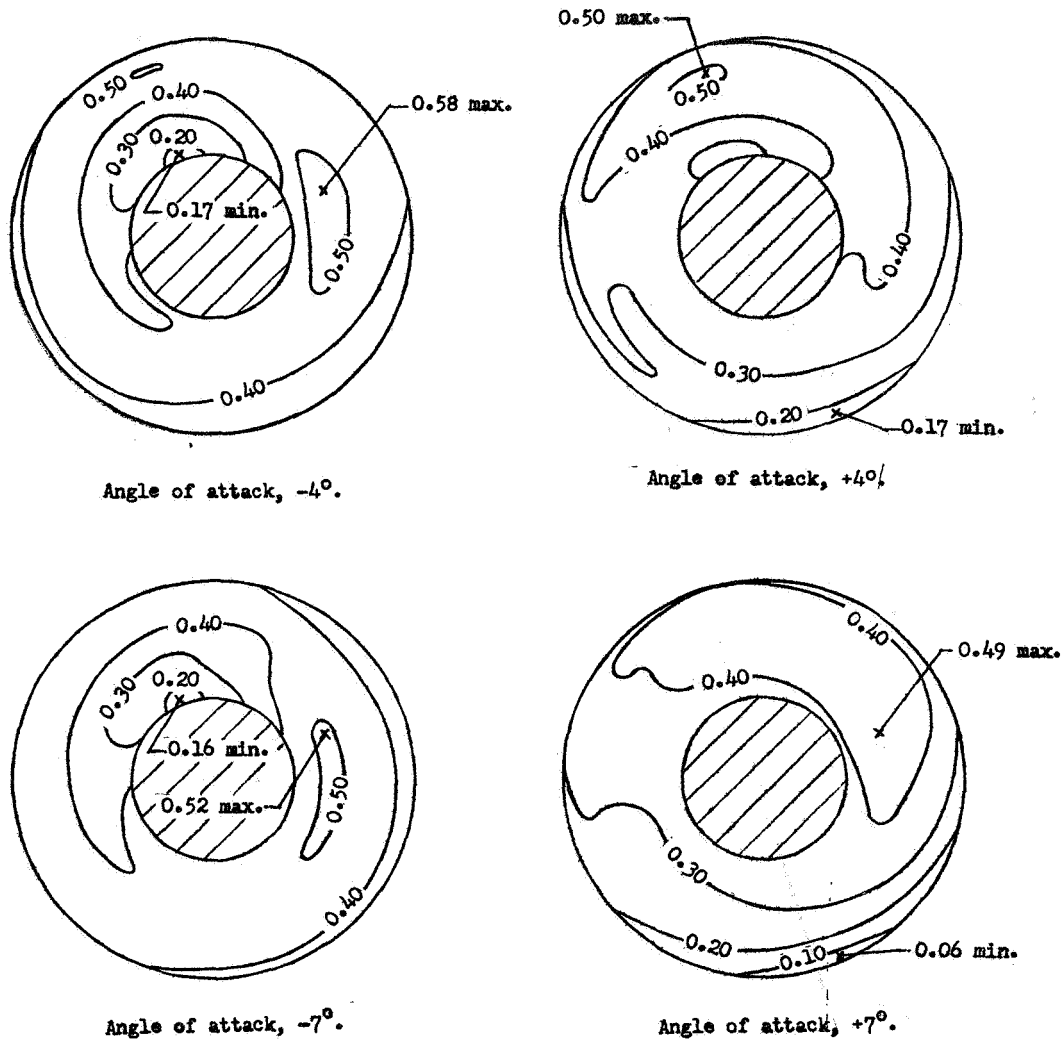 0.50
0.40
0.30
0.20
0.17 min.
0.58 max.
0.50
0.40
Angle of attack, -4°.
0.50 max.
0.50
0.40
0.40
0.30
0.20
0.17 min.
Angle of attack, +4°.
0.40
0.30
0.20
0.16 min.
0.52 max.
0.50
0.40
Angle of attack, -7°.
0.40
0.49 max.
0.40
0.30
0.20
0.10
0.06 min.
Angle of attack, +7°.